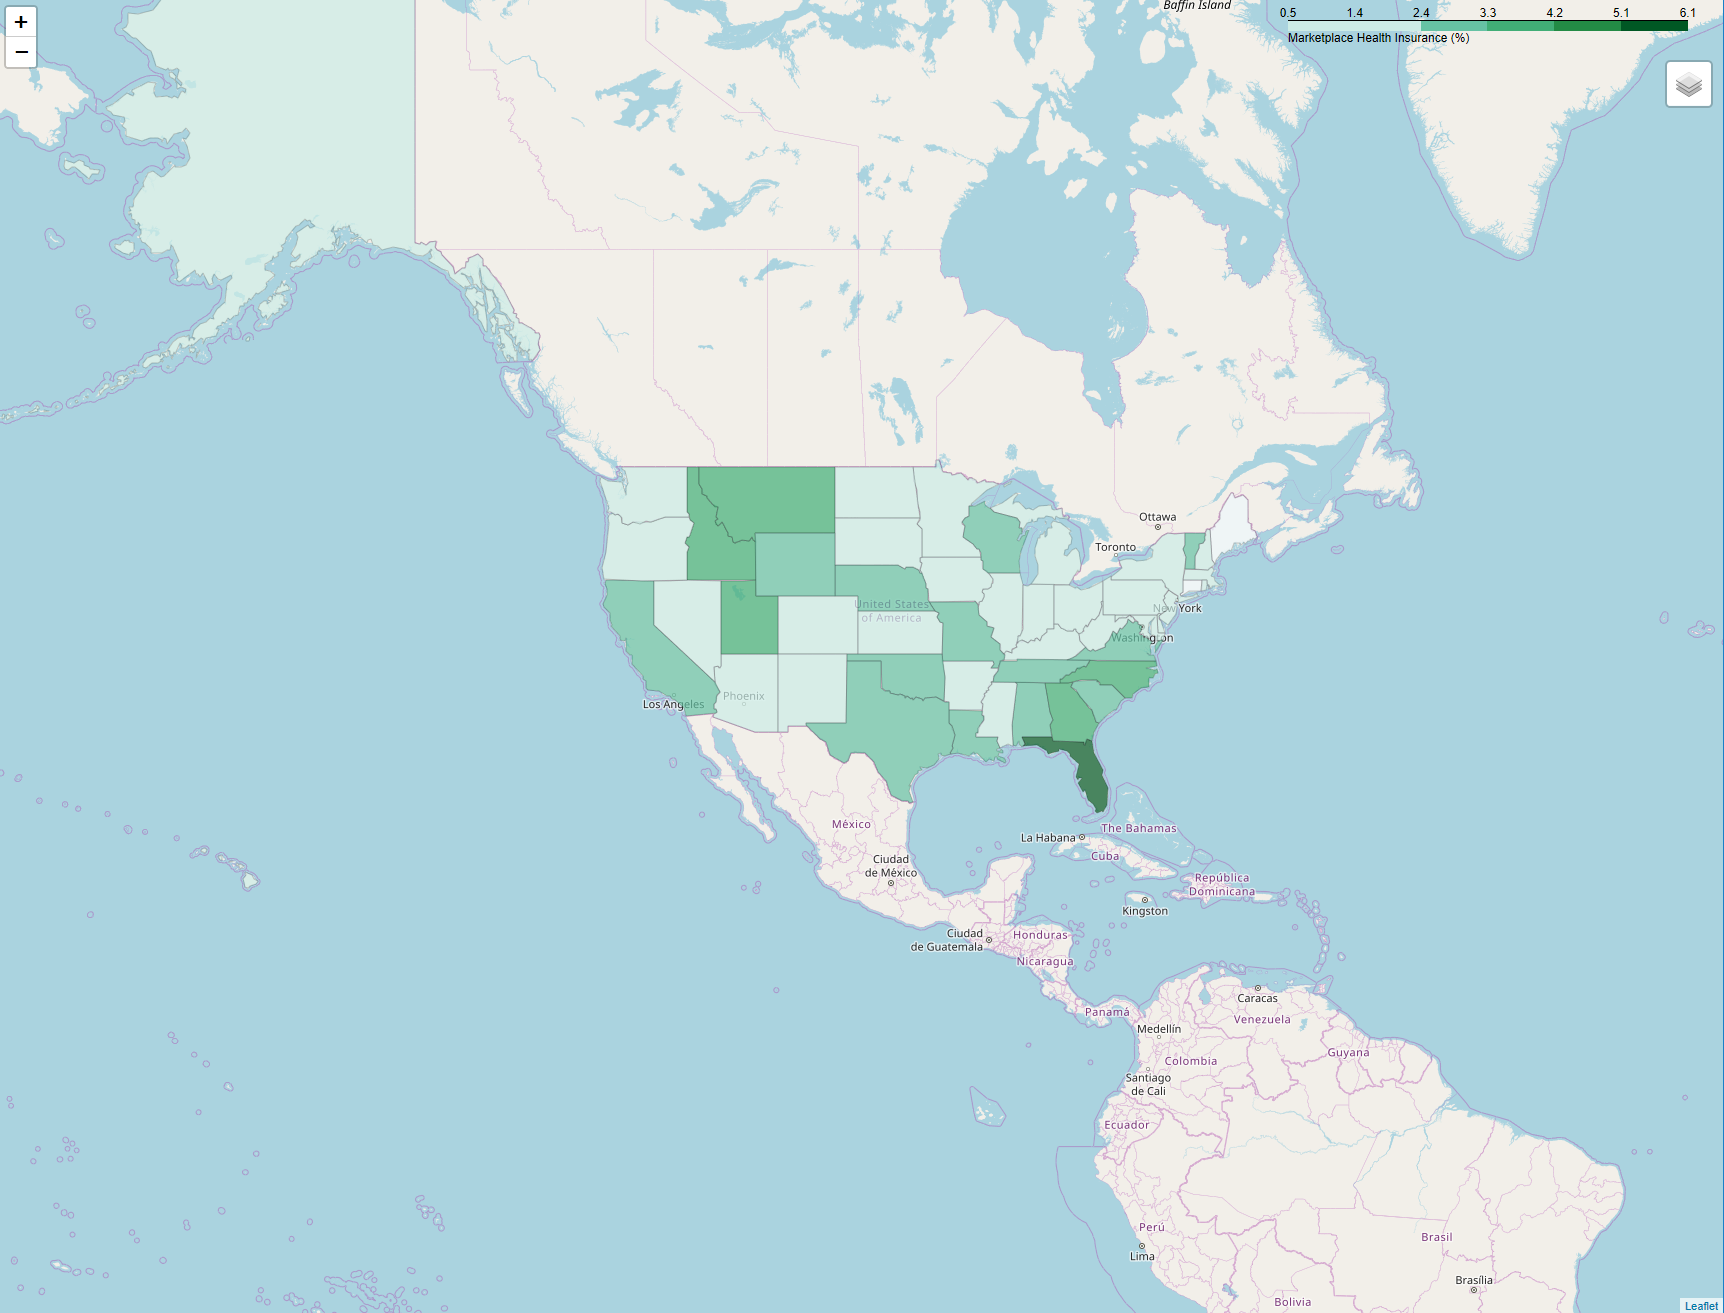 +
−
Baffin Island
0.5 1.4 2.4 3.3 4.2 5.1 6.1
Marketplace Health Insurance (%)
Ottawa
Toronto
United States
of America
New York
Washington
Phoenix
Los Angeles
México
La Habana
The Bahamas
Cuba
Ciudad
de México
República
Dominicana
Kingston
Ciudad
de Guatemala
Honduras
Nicaragua
Caracas
Panamá
Venezuela
Medellín
Guyana
Colombia
Santiago
de Cali
Ecuador
Perú
Brasil
Lima
Brasília
Bolivia
Leaflet